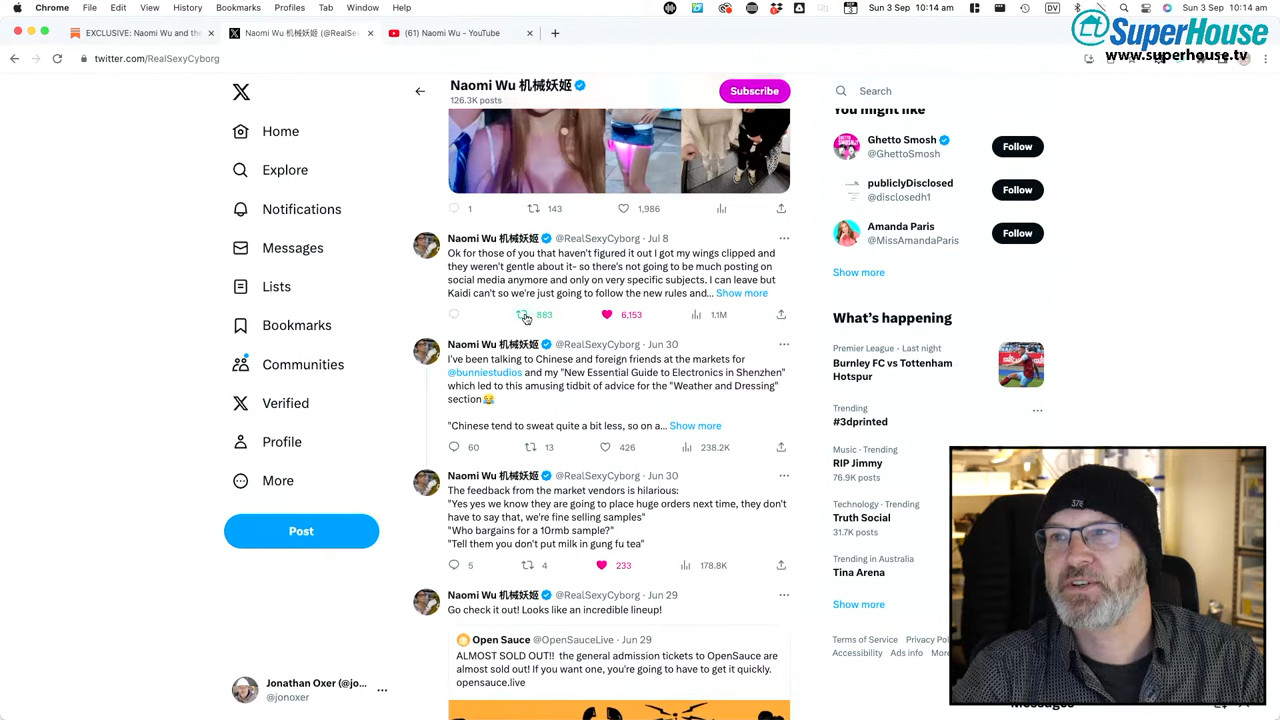 Chrome File Edit View History Bookmarks Profiles Tab Window Help
SEP 3
DV
Sun 3 Sep 10:14 am
Sun 3 Sep 10:14 am
EXCLUSIVE: Naomi Wu and the
Naomi Wu 机械妖姬 (@RealSe
(61) Naomi Wu - YouTube
twitter.com/RealSexyCyborg
SuperHouse
www.superhouse.tv
Home
Explore
Notifications
Messages
Lists
Bookmarks
Communities
Verified
Profile
More
Post
Jonathan Oxer (@jo...
@jonoxer
Naomi Wu 机械妖姬
126.3K posts
Subscribe
1 143 1,986
Naomi Wu 机械妖姬 @RealSexyCyborg · Jul 8
Ok for those of you that haven't figured it out I got my wings clipped and
they weren't gentle about it- so there's not going to be much posting on
social media anymore and only on very specific subjects. I can leave but
Kaidi can't so we're just going to follow the new rules and... Show more
883 6,153 1.1M
Naomi Wu 机械妖姬 @RealSexyCyborg · Jun 30
I've been talking to Chinese and foreign friends at the markets for
@bunniestudios and my "New Essential Guide to Electronics in Shenzhen"
which led to this amusing tidbit of advice for the "Weather and Dressing"
section😂
"Chinese tend to sweat quite a bit less, so on a... Show more
60 13 426 238.2K
Naomi Wu 机械妖姬 @RealSexyCyborg · Jun 30
The feedback from the market vendors is hilarious:
"Yes yes we know they are going to place huge orders next time, they don't
have to say that, we're fine selling samples"
"Who bargains for a 10rmb sample?"
"Tell them you don't put milk in gung fu tea"
5 4 233 178.8K
Naomi Wu 机械妖姬 @RealSexyCyborg · Jun 29
Go check it out! Looks like an incredible lineup!
Open Sauce @OpenSauceLive · Jun 29
ALMOST SOLD OUT!! the general admission tickets to OpenSauce are
almost sold out! If you want one, you're going to have to get it quickly.
opensauce.live
Search
You might like
Ghetto Smosh
@GhettoSmosh
Follow
publiclyDisclosed
@disclosedh1
Follow
Amanda Paris
@MissAmandaParis
Follow
Show more
What's happening
Premier League · Last night
Burnley FC vs Tottenham
Hotspur
Trending
#3dprinted
Music · Trending
RIP Jimmy
76.9K posts
Technology · Trending
Truth Social
31.7K posts
Trending in Australia
Tina Arena
Show more
Terms of Service Privacy Pol
Accessibility Ads info More
Messages